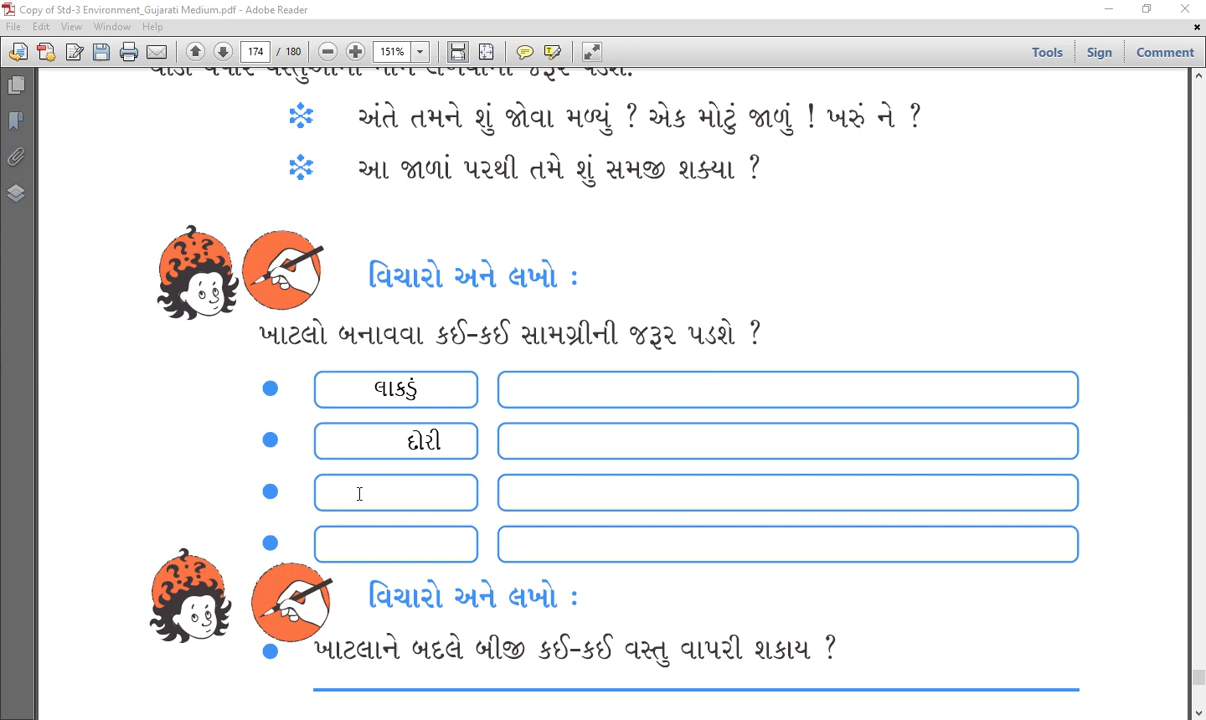 Copy of Std-3 Environment_Gujarati Medium.pdf - Adobe Reader
File Edit View Window Help
174 / 180 151% Tools Sign Comment
અંતે તમને શું જોવા મળ્યું ? એક મોટું જાળું ! ખરું ને ?
આ જાળાં પરથી તમે શું સમજી શક્યા ?
વિચારો અને લખો :
ખાટલો બનાવવા કઈ-કઈ સામગ્રીની જરૂર પડશે ?
લાકડું
દોરી
વિચારો અને લખો :
ખાટલાને બદલે બીજી કઈ-કઈ વસ્તુ વાપરી શકાય ?